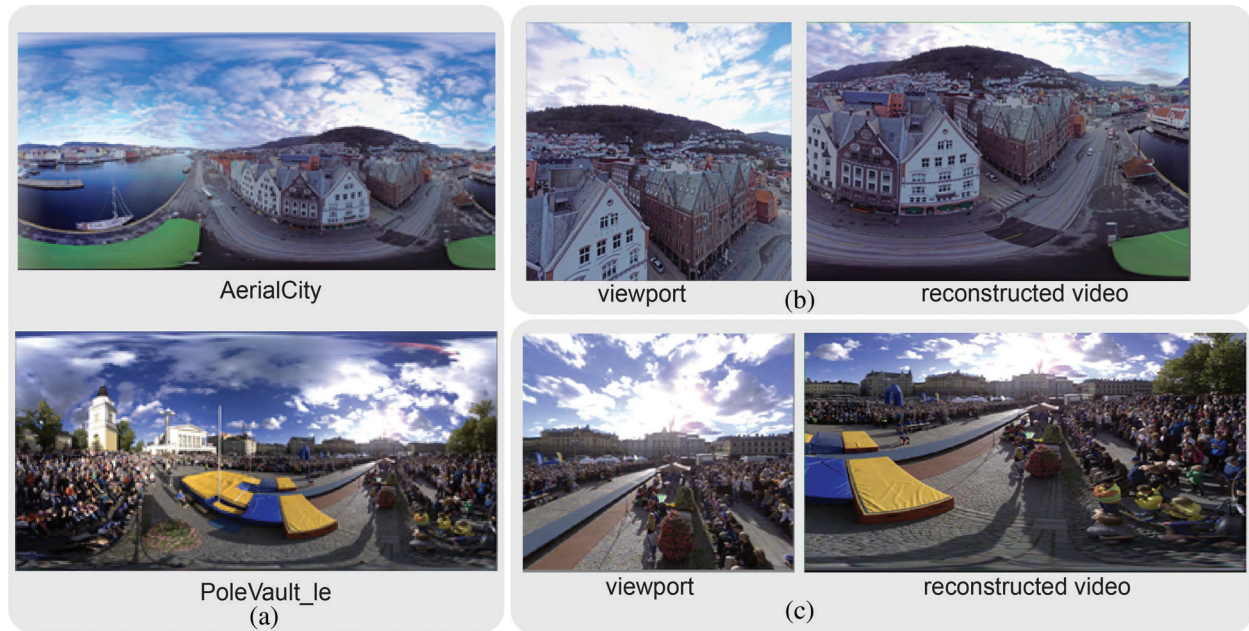 AerialCity
PoleVault_le
(a)
viewport
reconstructed video
(b)
viewport
reconstructed video
(c)